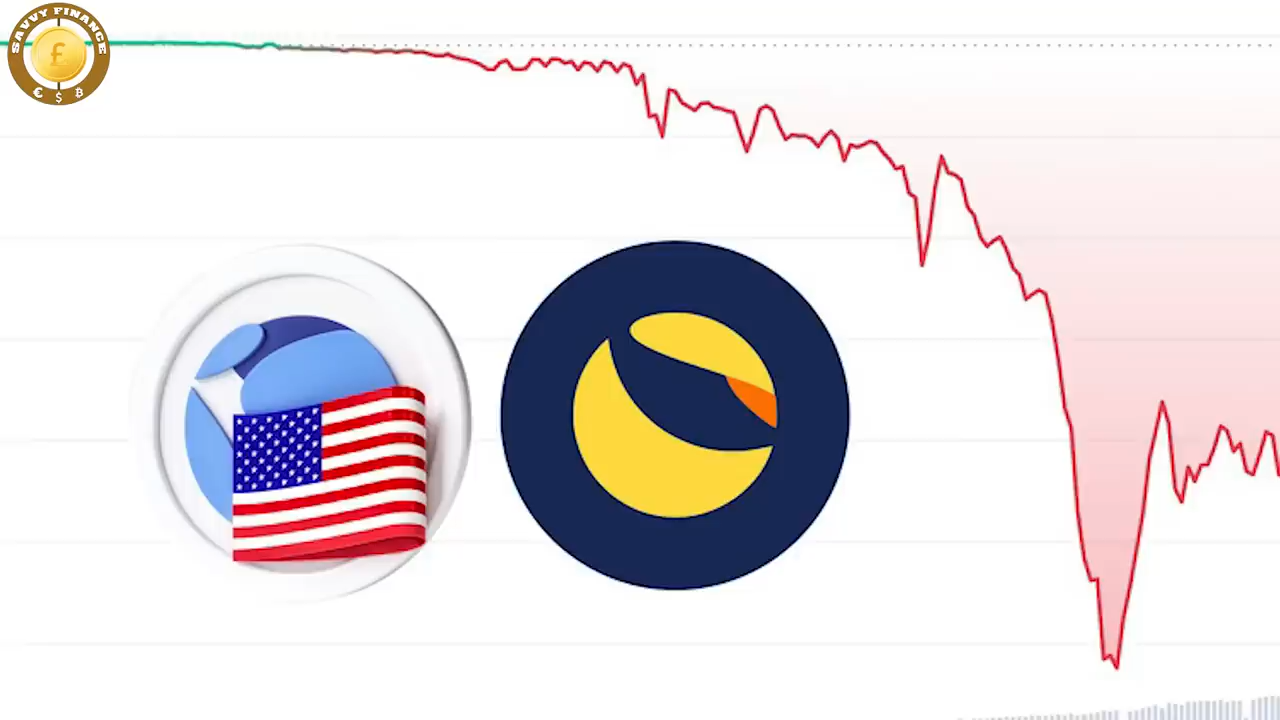 SAVVY FINANCE
£
€ $ ₿